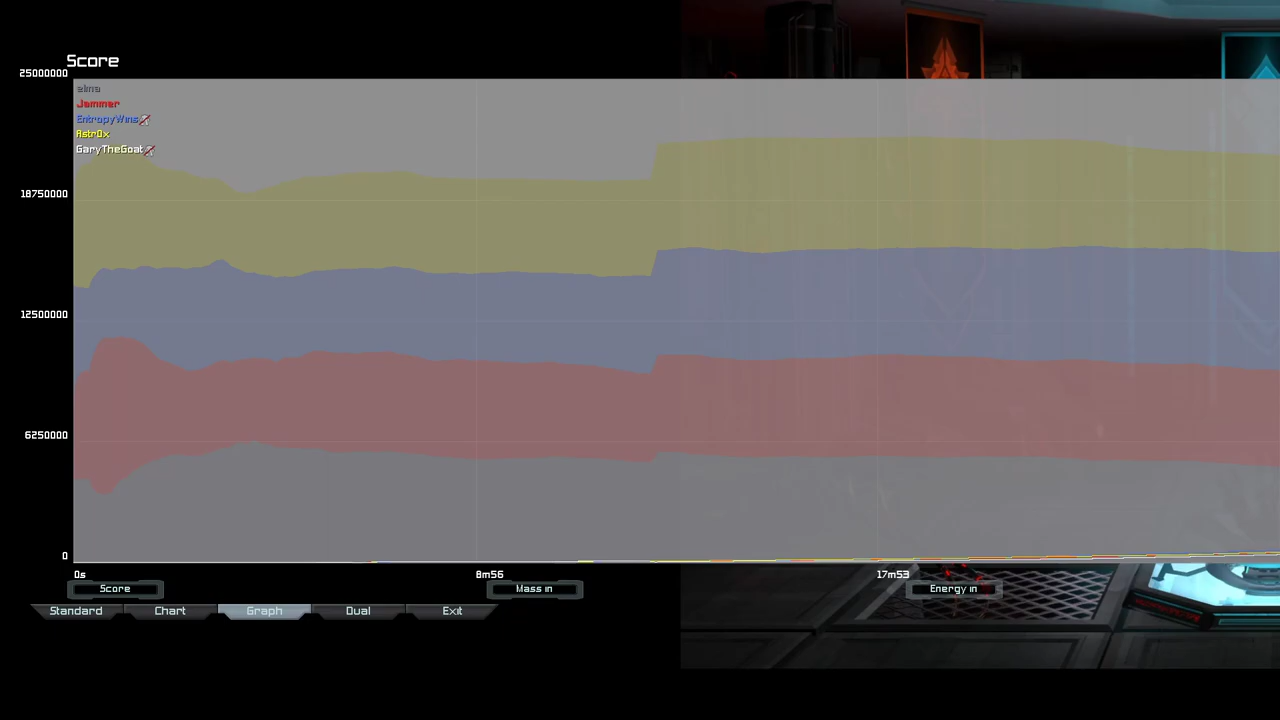 Score
25000000
elma
Jammer
EntropyWins
Astr0x
GaryTheGoat
18750000
12500000
6250000
0
0s 8m56 17m53
Score Mass in Energy in
Standard Chart Graph Dual Exit